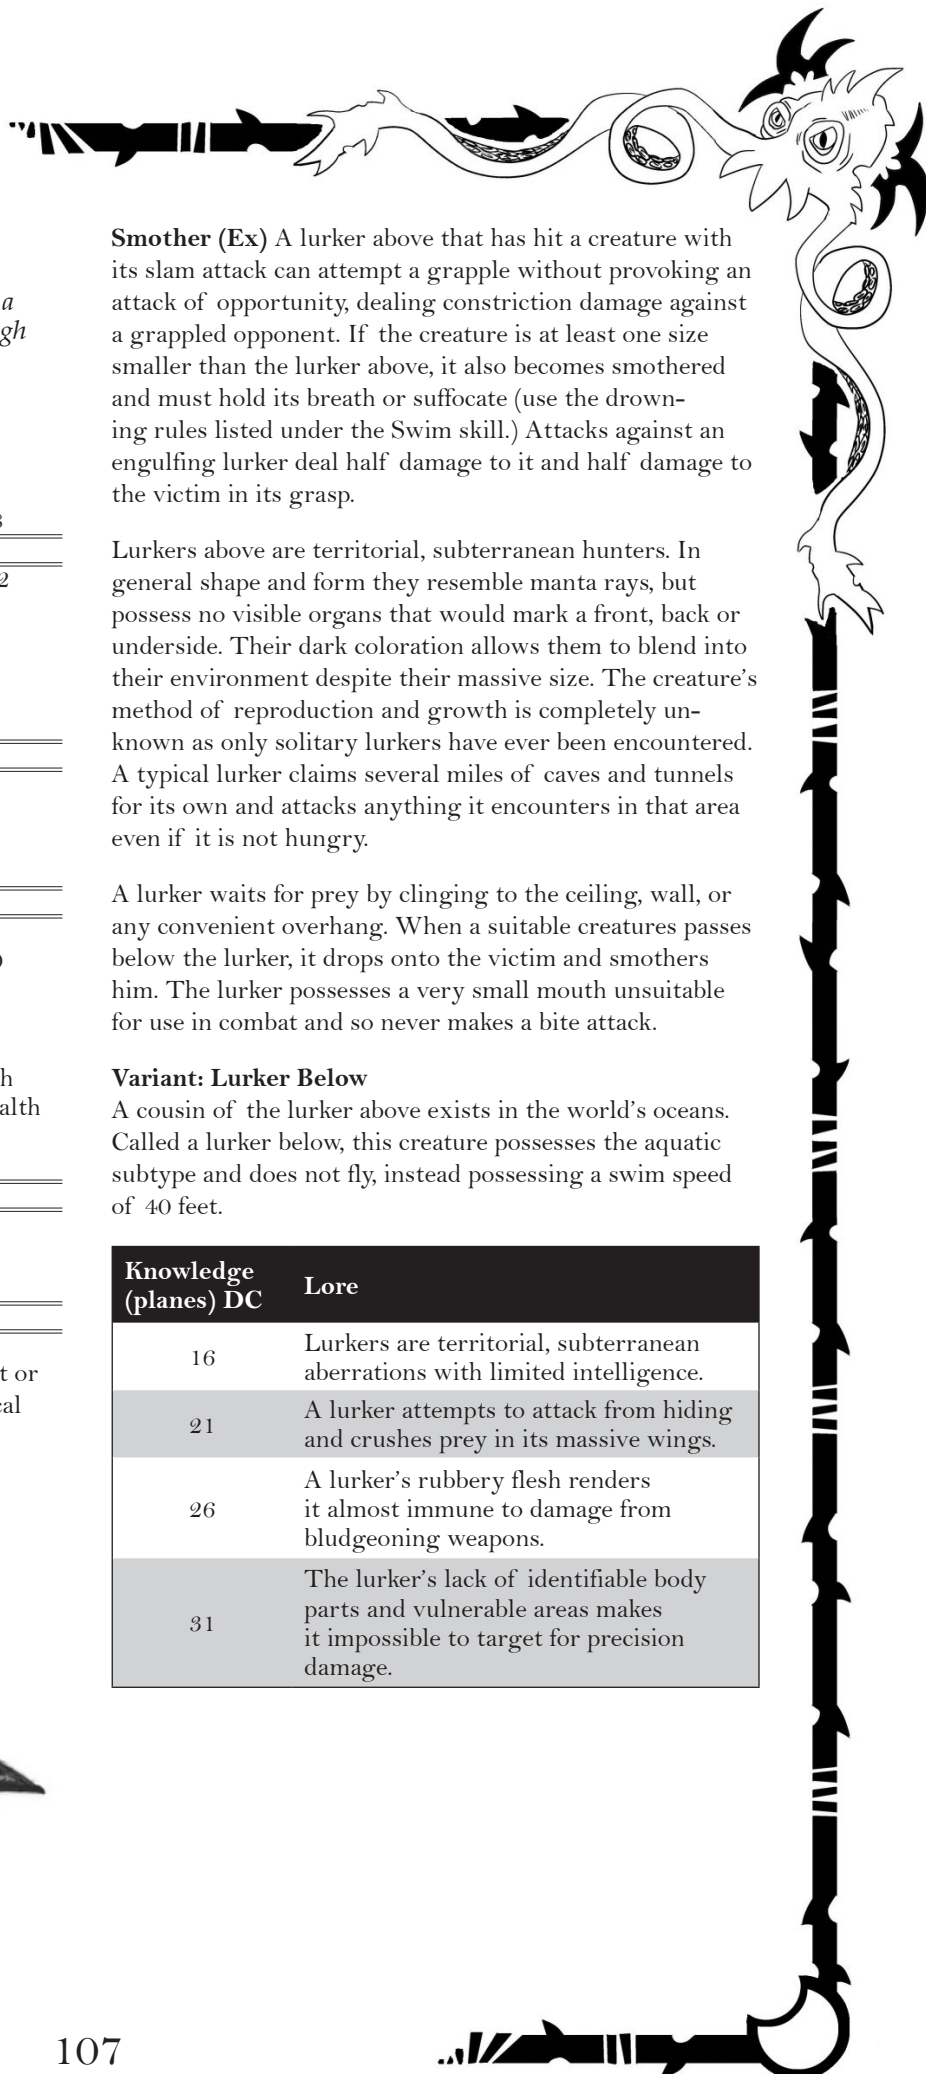 a
gh
3
2
h
alth
t or
cal
Smother (Ex) A lurker above that has hit a creature with
its slam attack can attempt a grapple without provoking an
attack of opportunity, dealing constriction damage against
a grappled opponent. If the creature is at least one size
smaller than the lurker above, it also becomes smothered
and must hold its breath or suffocate (use the drown-
ing rules listed under the Swim skill.) Attacks against an
engulfing lurker deal half damage to it and half damage to
the victim in its grasp.
Lurkers above are territorial, subterranean hunters. In
general shape and form they resemble manta rays, but
possess no visible organs that would mark a front, back or
underside. Their dark coloration allows them to blend into
their environment despite their massive size. The creature’s
method of reproduction and growth is completely un-
known as only solitary lurkers have ever been encountered.
A typical lurker claims several miles of caves and tunnels
for its own and attacks anything it encounters in that area
even if it is not hungry.
A lurker waits for prey by clinging to the ceiling, wall, or
any convenient overhang. When a suitable creatures passes
below the lurker, it drops onto the victim and smothers
him. The lurker possesses a very small mouth unsuitable
for use in combat and so never makes a bite attack.
Variant: Lurker Below
A cousin of the lurker above exists in the world’s oceans.
Called a lurker below, this creature possesses the aquatic
subtype and does not fly, instead possessing a swim speed
of 40 feet.
Knowledge
(planes) DC
Lore
16
Lurkers are territorial, subterranean
aberrations with limited intelligence.
21
A lurker attempts to attack from hiding
and crushes prey in its massive wings.
26
A lurker’s rubbery flesh renders
it almost immune to damage from
bludgeoning weapons.
31
The lurker’s lack of identifiable body
parts and vulnerable areas makes
it impossible to target for precision
damage.
107